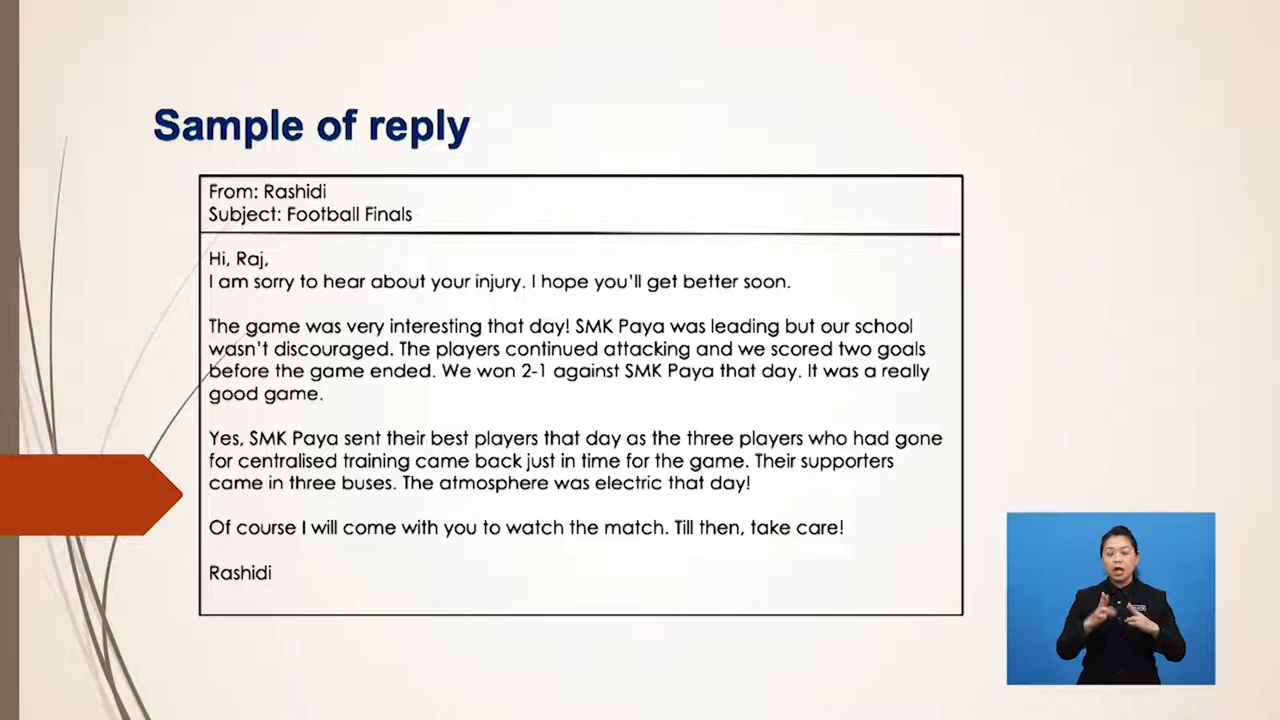 Sample of reply
From: Rashidi
Subject: Football Finals
Hi, Raj,
I am sorry to hear about your injury. I hope you'll get better soon.
The game was very interesting that day! SMK Paya was leading but our school
wasn't discouraged. The players continued attacking and we scored two goals
before the game ended. We won 2-1 against SMK Paya that day. It was a really
good game.
Yes, SMK Paya sent their best players that day as the three players who had gone
for centralised training came back just in time for the game. Their supporters
came in three buses. The atmosphere was electric that day!
Of course I will come with you to watch the match. Till then, take care!
Rashidi